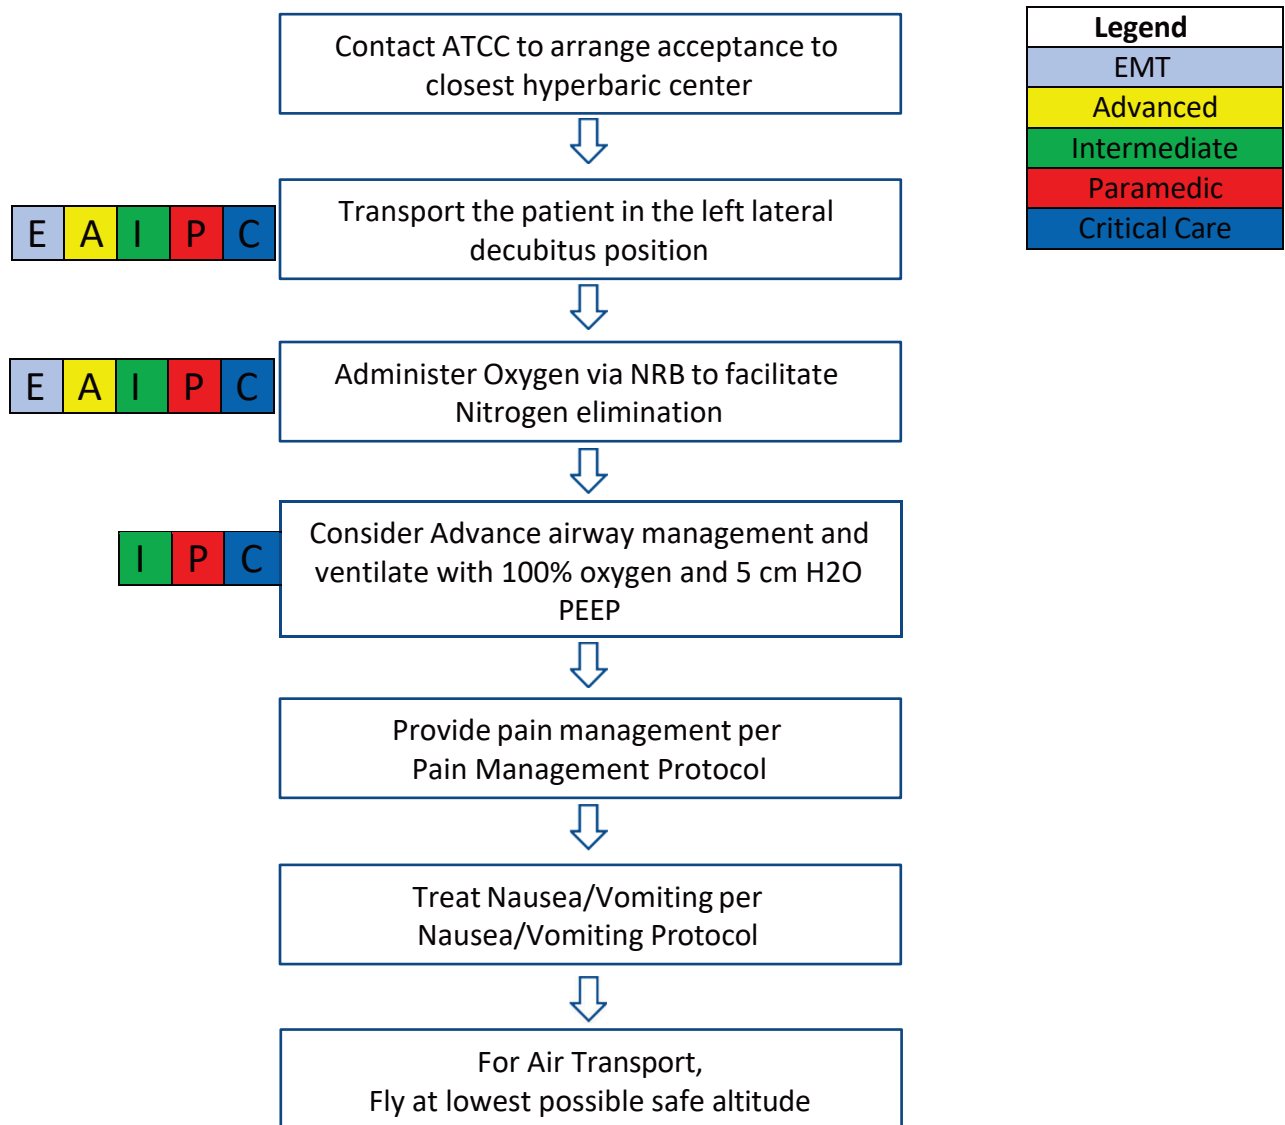 Contact ATCC to arrange acceptance to
closest hyperbaric center
Legend
EMT
Advanced
Intermediate
Paramedic
Critical Care
E A I P C
Transport the patient in the left lateral
decubitus position
E A I P C
Administer Oxygen via NRB to facilitate
Nitrogen elimination
I P C
Consider Advance airway management and
ventilate with 100% oxygen and 5 cm H2O
PEEP
Provide pain management per
Pain Management Protocol
Treat Nausea/Vomiting per
Nausea/Vomiting Protocol
For Air Transport,
Fly at lowest possible safe altitude